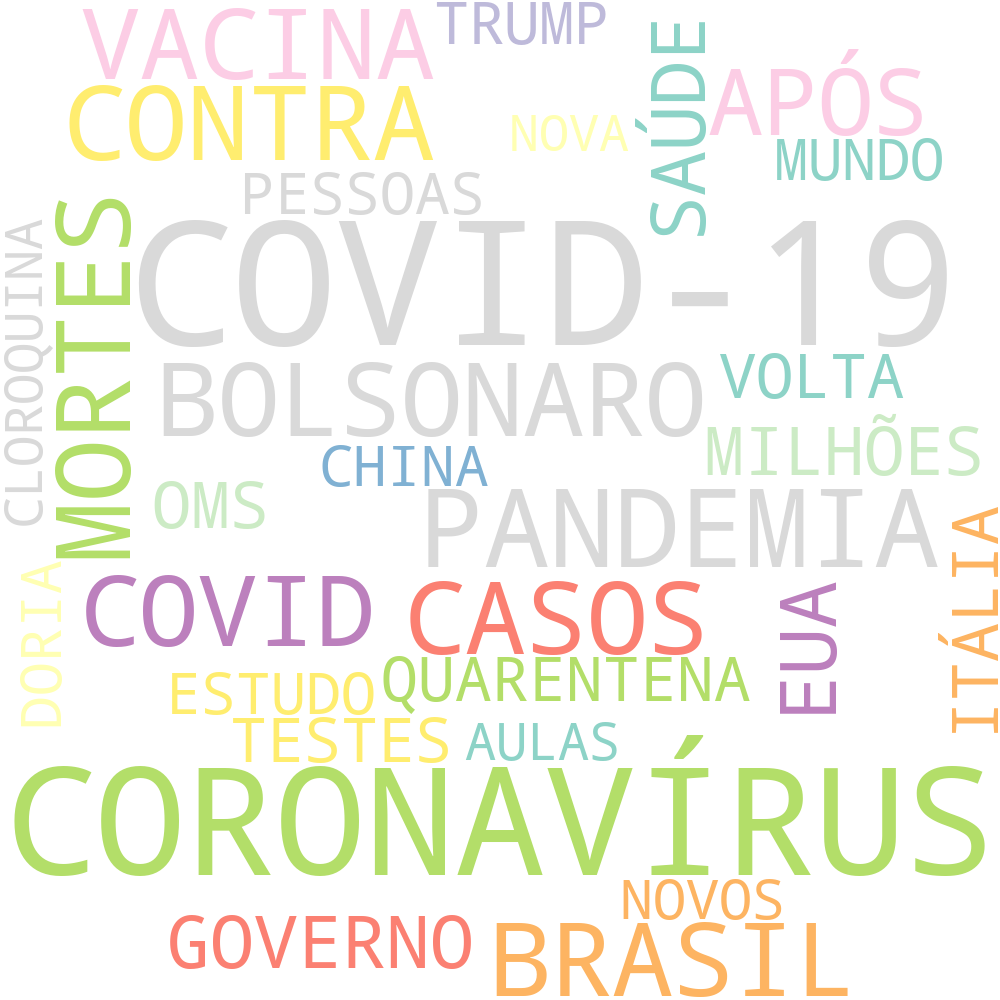 TRUMP
VACINA
SAÚDE
APÓS
CONTRA
NOVA
MUNDO
PESSOAS
MORTES
CLOROQUINA
COVID-19
BOLSONARO
VOLTA
MILHÕES
CHINA
OMS
PANDEMIA
ITÁLIA
DORIA
COVID
CASOS
EUA
QUARENTENA
ESTUDO
TESTES
AULAS
CORONAVÍRUS
NOVOS
GOVERNO
BRASIL